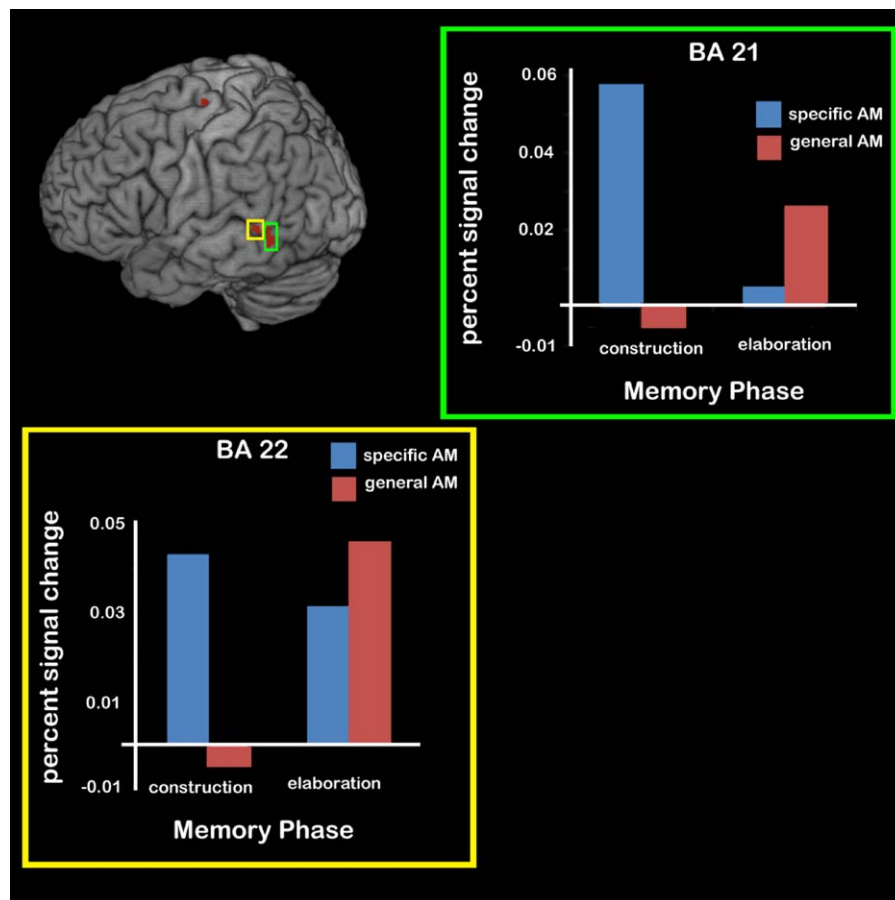 BA 21
percent signal change
0.06
0.04
0.02
-0.01
specific AM
general AM
construction
elaboration
Memory Phase
BA 22
specific AM
general AM
percent signal change
0.05
0.03
0.01
-0.01
construction
elaboration
Memory Phase